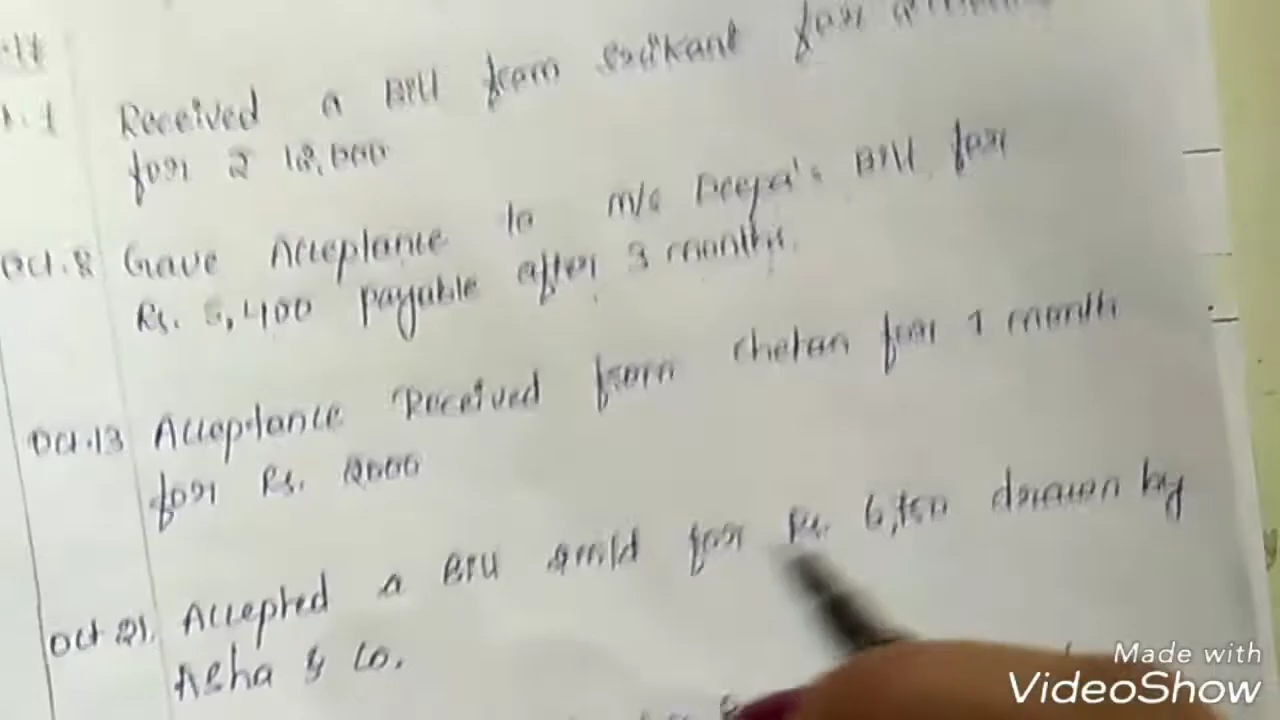 Received a Bill from Srikant for
for ₹ 12,000
Oct. 8 Gave Acceptance to m/s Deepa's Bill for
Rs. 5,400 payable after 3 months.
Oct. 13 Acceptance Received from Chetan for 1 month
for Rs. 2000
Oct 21. Accepted a Bill for Rs. drawn by
Asha & Co.
Made with
VideoShow